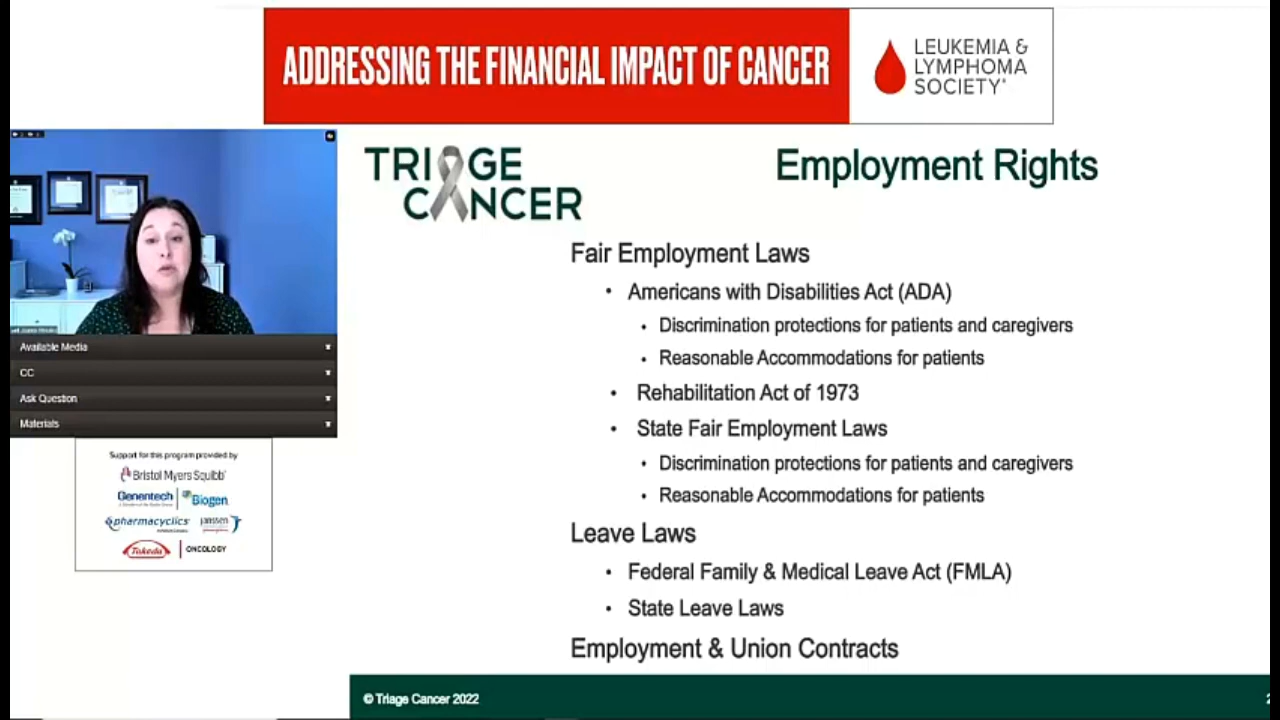 ADDRESSING THE FINANCIAL IMPACT OF CANCER
LEUKEMIA &
LYMPHOMA
SOCIETY®
TRIAGE
CANCER
Employment Rights
Fair Employment Laws
• Americans with Disabilities Act (ADA)
• Discrimination protections for patients and caregivers
• Reasonable Accommodations for patients
• Rehabilitation Act of 1973
• State Fair Employment Laws
• Discrimination protections for patients and caregivers
• Reasonable Accommodations for patients
Leave Laws
• Federal Family & Medical Leave Act (FMLA)
• State Leave Laws
Employment & Union Contracts
© Triage Cancer 2022
Available Media
CC
Ask Question
Materials
Support for this program provided by
Bristol Myers Squibb
Genentech
Biogen
pharmacyclics
janssen
Takeda
ONCOLOGY